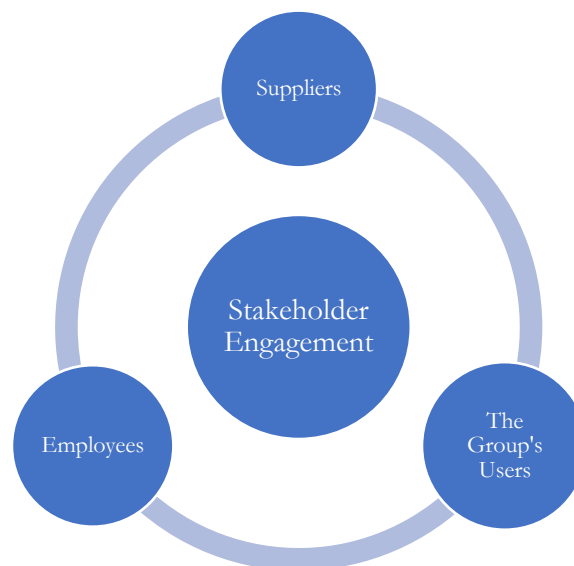 Suppliers
Stakeholder
Engagement
Employees
The
Group's
Users